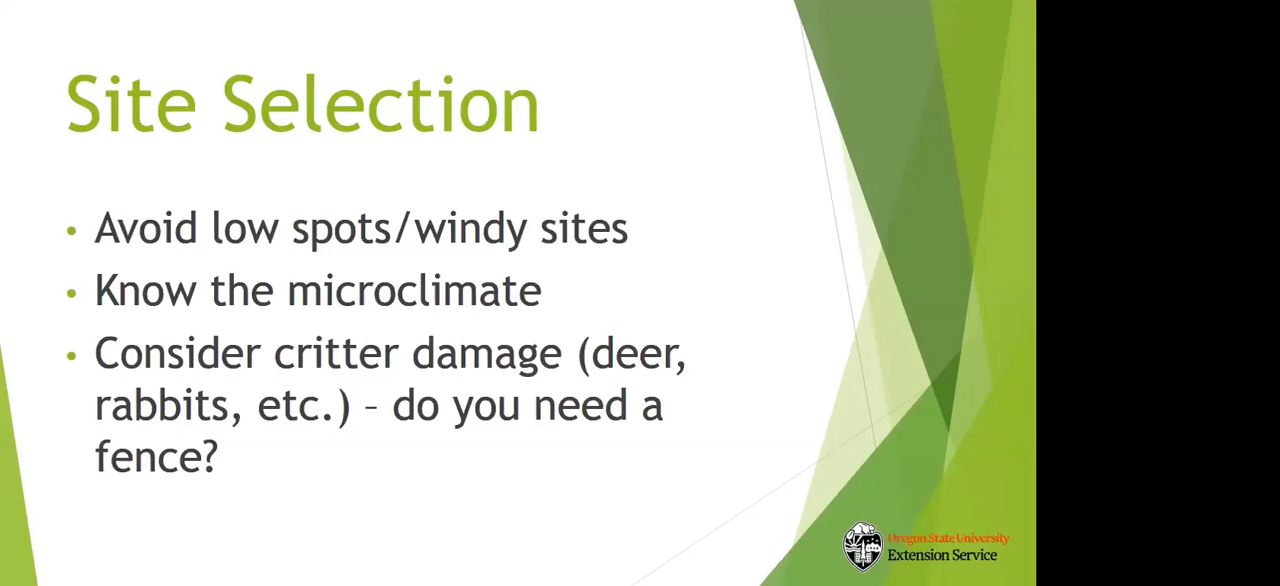 Site Selection
• Avoid low spots/windy sites
• Know the microclimate
• Consider critter damage (deer,
rabbits, etc.) – do you need a
fence?
Oregon State University
Extension Service